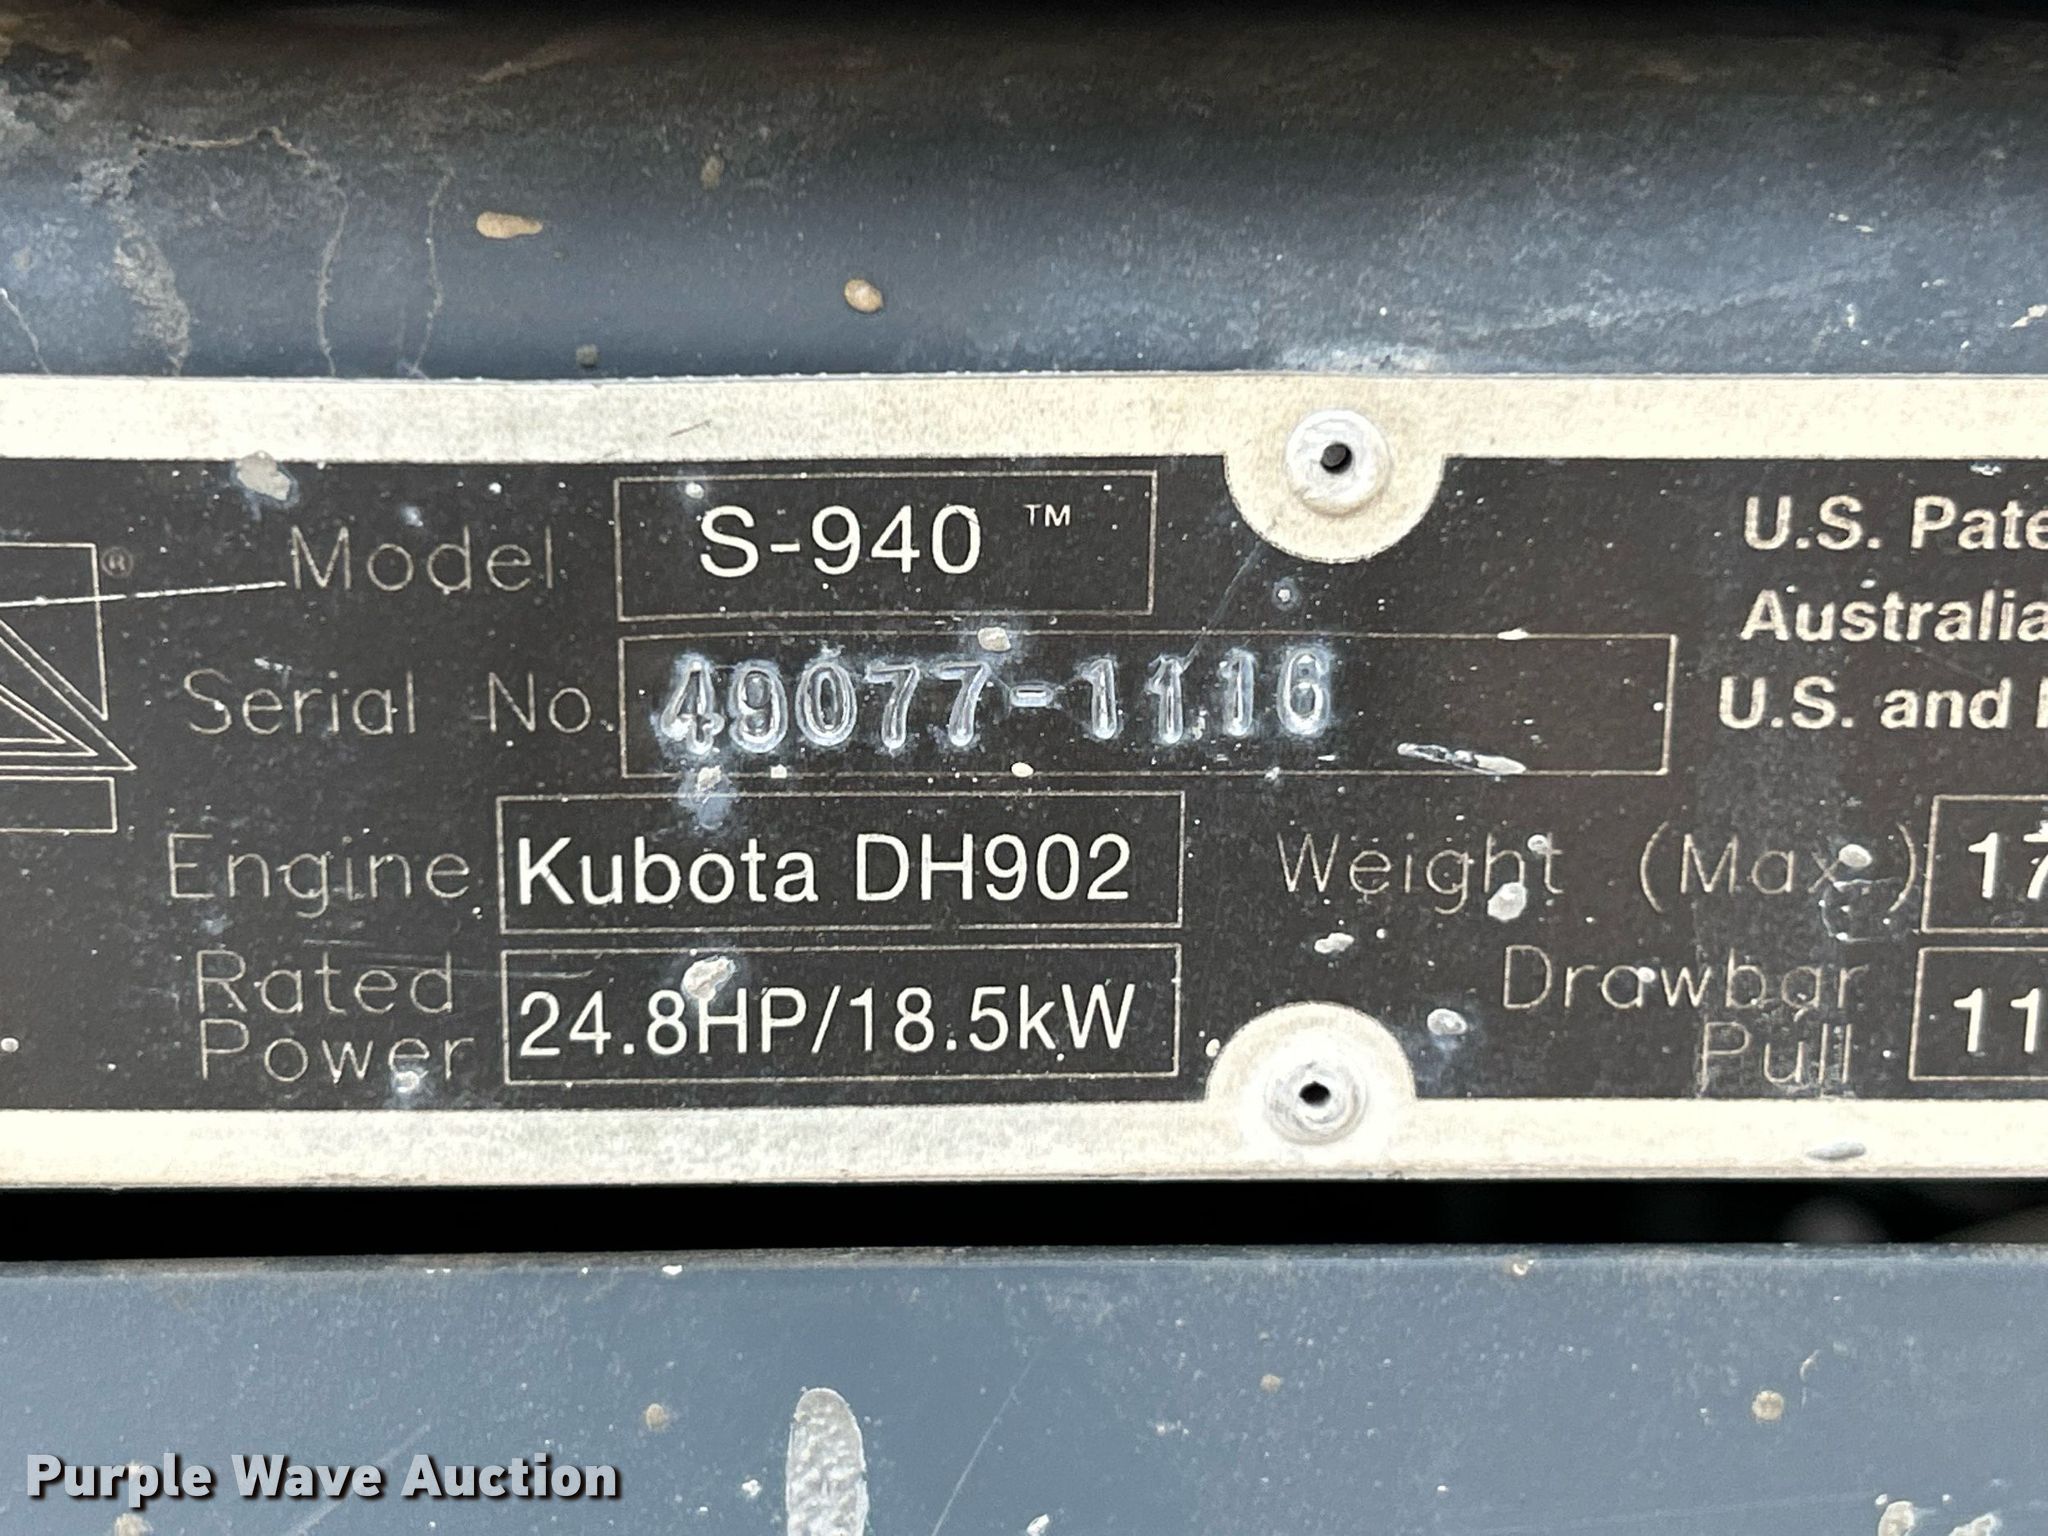 ®
Model S-940 ™
Serial No. 49077-1116
Engine Kubota DH902
Rated Power 24.8HP/18.5kW
Weight (Max.) 17
Drawbar Pull 11
U.S. Pate
Australia
U.S. and
Purple Wave Auction